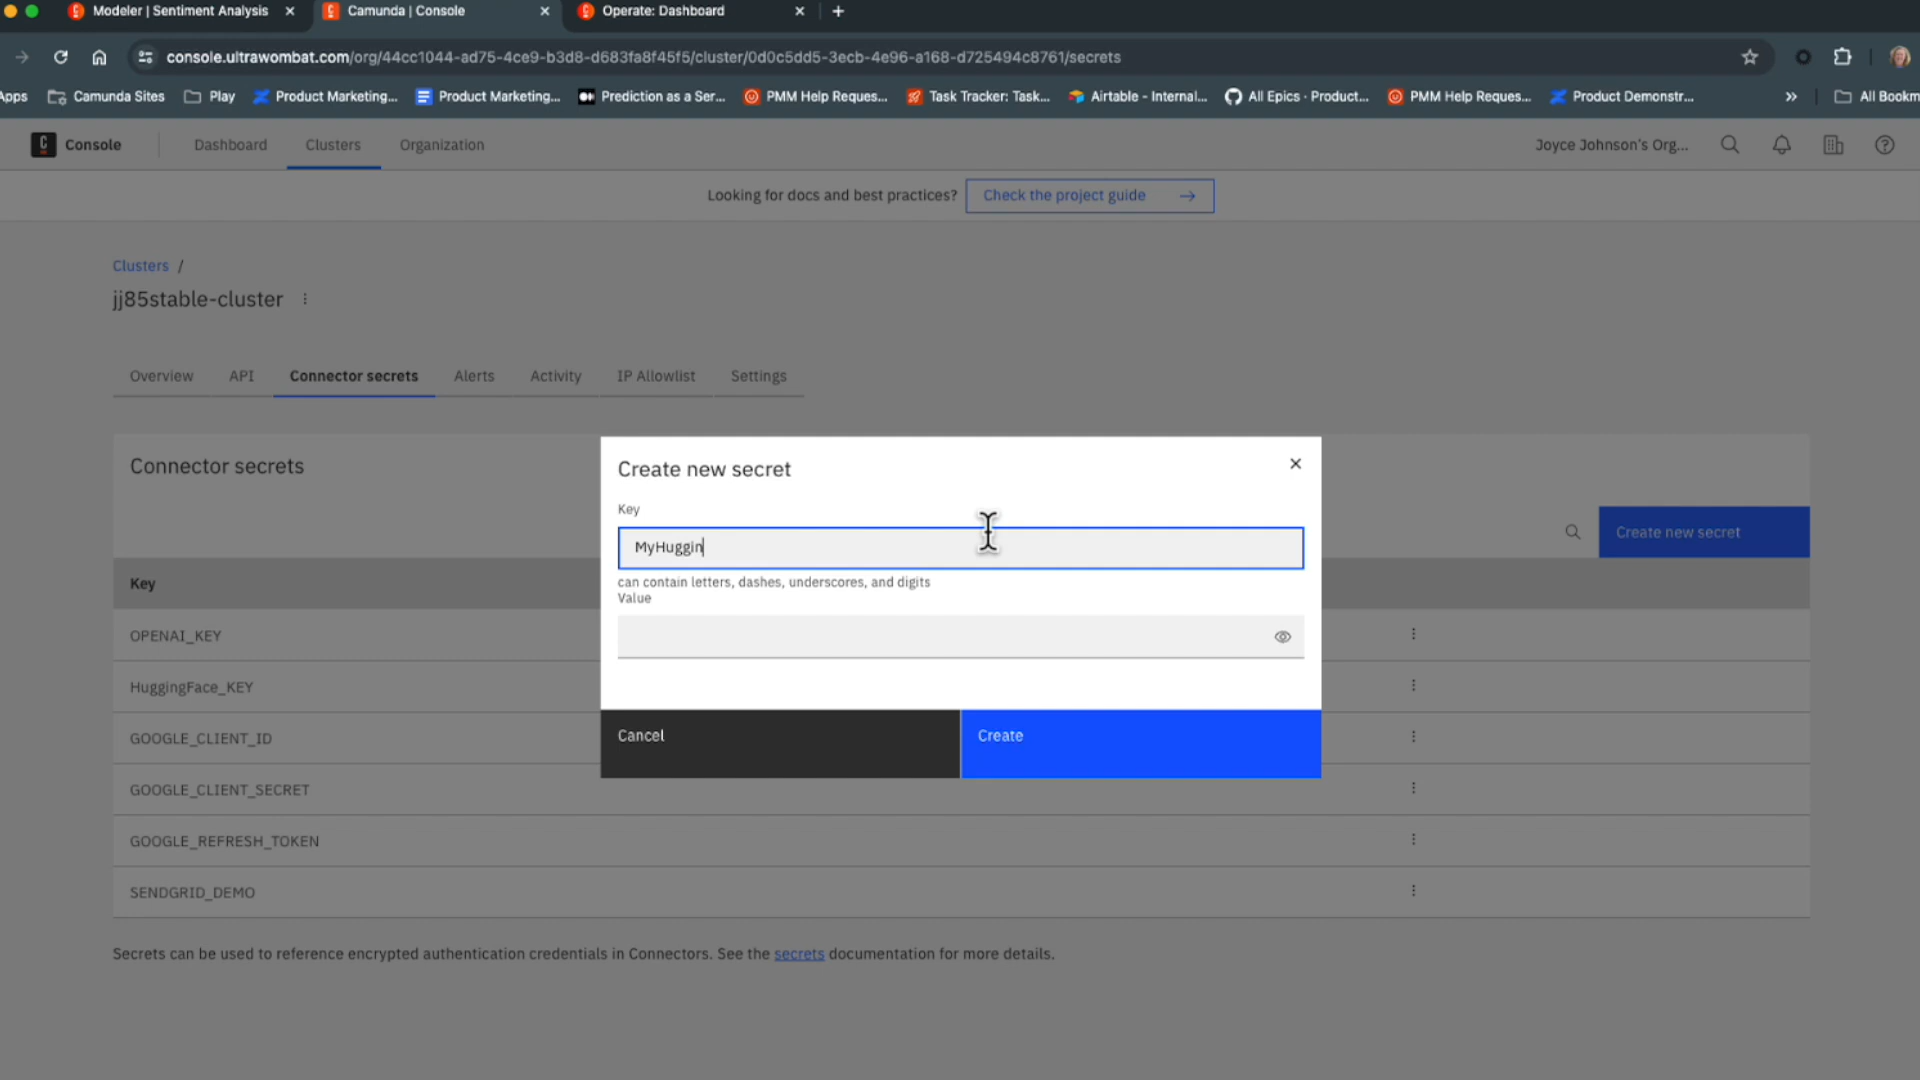 Modeler | Sentiment Analysis
Camunda | Console
Operate: Dashboard
console.ultrawombat.com/org/44cc1044-ad75-4ce9-b3d8-d683fa8f45f5/cluster/0d0c5dd5-3ecb-4e96-a168-d725494c8761/secrets
Apps
Camunda Sites
Play
Product Marketing...
Product Marketing...
Prediction as a Ser...
PMM Help Reques...
Task Tracker: Task...
Airtable - Internal...
All Epics · Product...
PMM Help Reques...
Product Demonstr...
»
All Bookm
Console
Dashboard
Clusters
Organization
Joyce Johnson's Org...
Looking for docs and best practices?
Check the project guide →
Clusters /
jj85stable-cluster
Overview
API
Connector secrets
Alerts
Activity
IP Allowlist
Settings
Connector secrets
Create new secret
Key
OPENAI_KEY
HuggingFace_KEY
GOOGLE_CLIENT_ID
GOOGLE_CLIENT_SECRET
GOOGLE_REFRESH_TOKEN
SENDGRID_DEMO
Secrets can be used to reference encrypted authentication credentials in Connectors. See the secrets documentation for more details.
Create new secret
Key
MyHuggin
can contain letters, dashes, underscores, and digits
Value
Cancel
Create